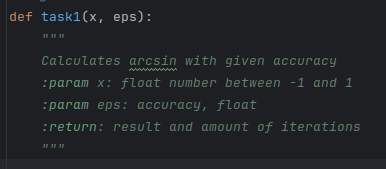 def task1(x, eps):
"""
Calculates arcsin with given accuracy
:param x: float number between -1 and 1
:param eps: accuracy, float
:return: result and amount of iterations
"""